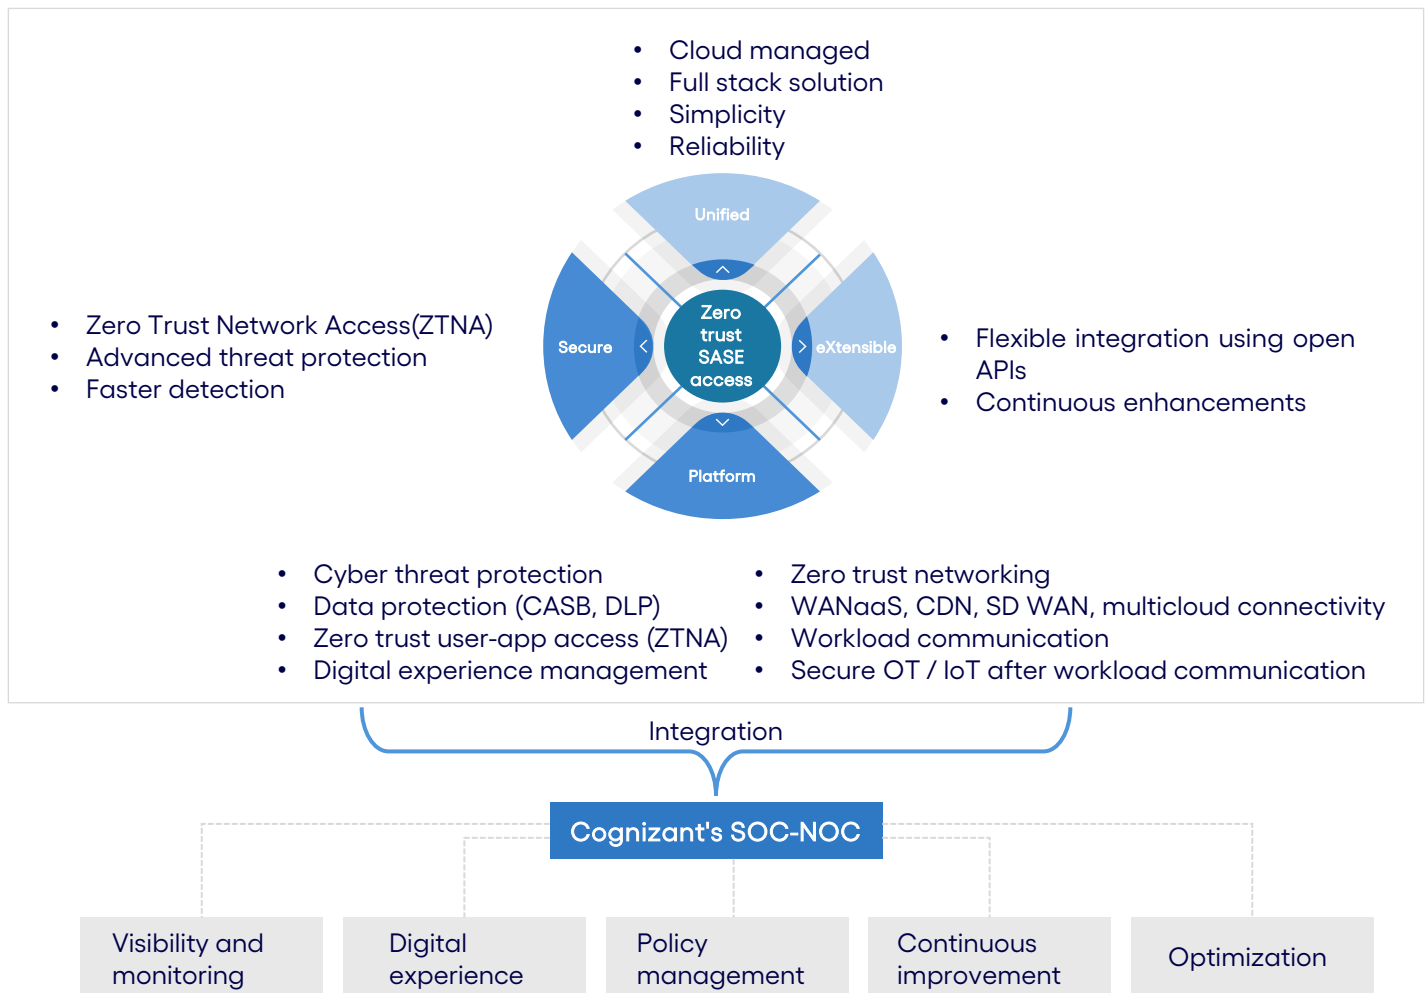 • Cloud managed
• Full stack solution
• Simplicity
• Reliability
Unified
• Zero Trust Network Access(ZTNA)
• Advanced threat protection
• Faster detection
Secure
Zero
trust
SASE
access
eXtensible
• Flexible integration using open
APIs
• Continuous enhancements
Platform
• Cyber threat protection
• Data protection (CASB, DLP)
• Zero trust user-app access (ZTNA)
• Digital experience management
• Zero trust networking
• WANaaS, CDN, SD WAN, multicloud connectivity
• Workload communication
• Secure OT / IoT after workload communication
Integration
Cognizant's SOC-NOC
Visibility and
monitoring
Digital
experience
Policy
management
Continuous
improvement
Optimization